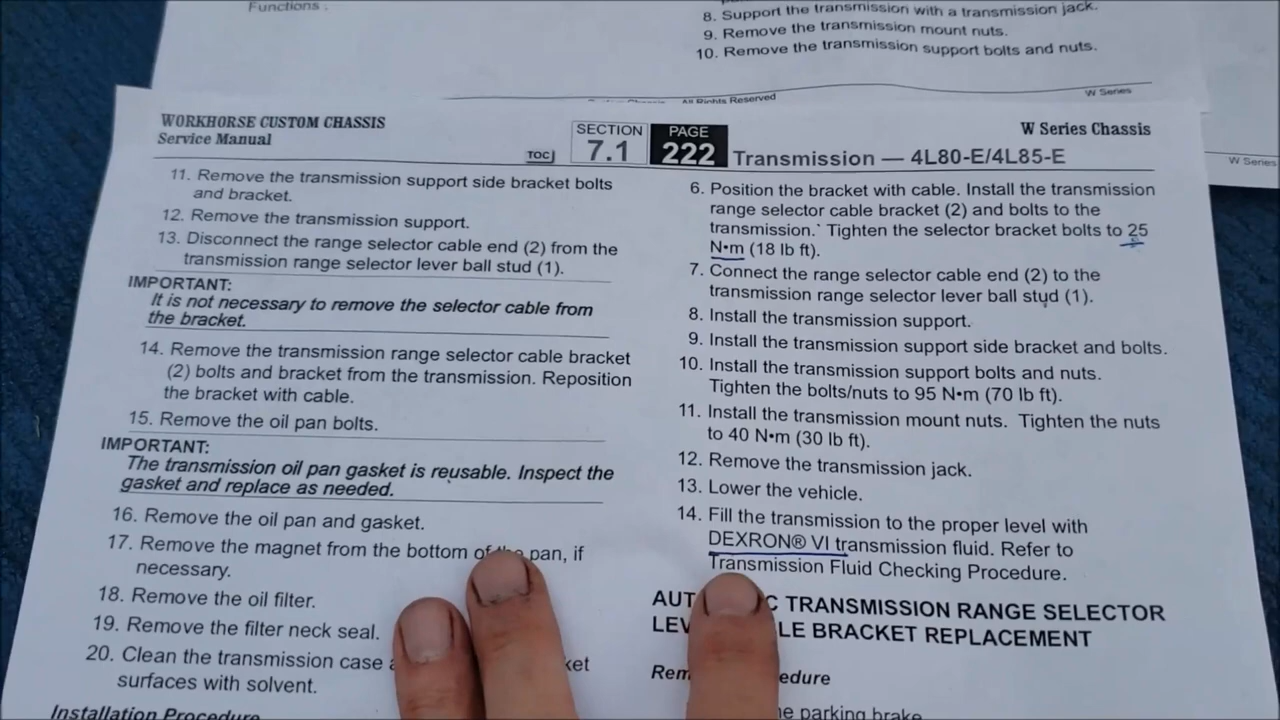 Functions .
8. Support the transmission with a transmission jack.
9. Remove the transmission mount nuts.
10. Remove the transmission support bolts and nuts.
All Rights Reserved
W Series
W Series
WORKHORSE CUSTOM CHASSIS
Service Manual
TOC
SECTION
7.1
PAGE
222
Transmission — 4L80-E/4L85-E
W Series Chassis
11. Remove the transmission support side bracket bolts
and bracket.
12. Remove the transmission support.
13. Disconnect the range selector cable end (2) from the
transmission range selector lever ball stud (1).
IMPORTANT:
It is not necessary to remove the selector cable from
the bracket.
14. Remove the transmission range selector cable bracket
(2) bolts and bracket from the transmission. Reposition
the bracket with cable.
15. Remove the oil pan bolts.
IMPORTANT:
The transmission oil pan gasket is reusable. Inspect the
gasket and replace as needed.
16. Remove the oil pan and gasket.
17. Remove the magnet from the bottom of the pan, if
necessary.
18. Remove the oil filter.
19. Remove the filter neck seal.
20. Clean the transmission case
surfaces with solvent.
Installation Procedure
6. Position the bracket with cable. Install the transmission
range selector cable bracket (2) and bolts to the
transmission. Tighten the selector bracket bolts to 25
N•m (18 lb ft).
7. Connect the range selector cable end (2) to the
transmission range selector lever ball stud (1).
8. Install the transmission support.
9. Install the transmission support side bracket and bolts.
10. Install the transmission support bolts and nuts.
Tighten the bolts/nuts to 95 N•m (70 lb ft).
11. Install the transmission mount nuts. Tighten the nuts
to 40 N•m (30 lb ft).
12. Remove the transmission jack.
13. Lower the vehicle.
14. Fill the transmission to the proper level with
DEXRON® VI transmission fluid. Refer to
Transmission Fluid Checking Procedure.
TRANSMISSION RANGE SELECTOR
BRACKET REPLACEMENT
parking brake